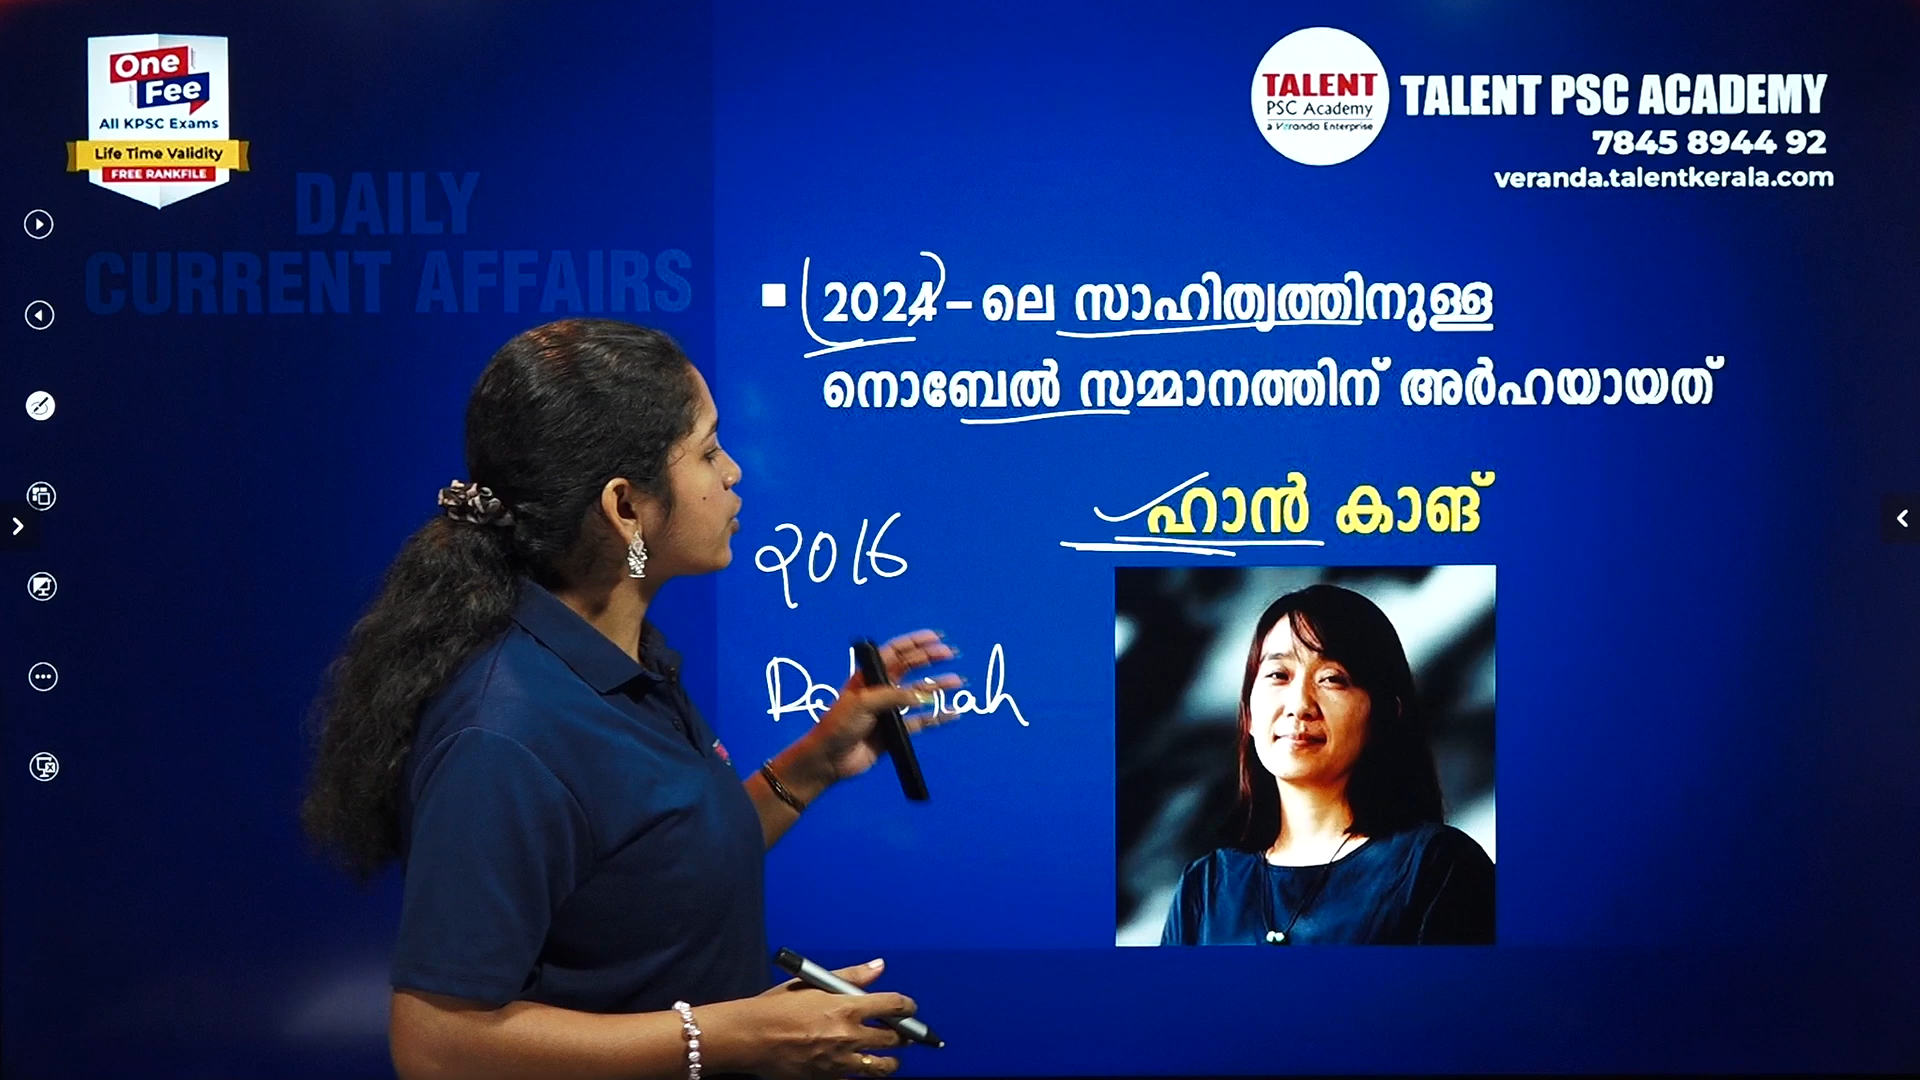 One
Fee
All KPSC Exams
Life Time Validity
FREE RANKFILE
TALENT
PSC Academy
a Veranda Enterprise
TALENT PSC ACADEMY
7845 8944 92
veranda.talentkerala.com
DAILY
CURRENT AFFAIRS
2024-ലെ സാഹിത്യത്തിനുള്ള
നൊബേൽ സമ്മാനത്തിന് അർഹയായത്
ഹാൻ കാങ്
2016